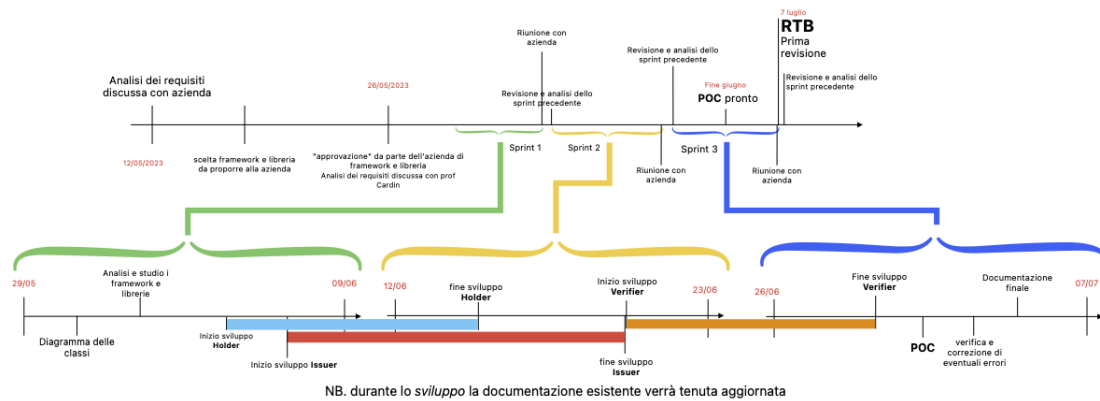 7 luglio
RTB
Prima
revisione
Riunione con
azienda
Revisione e analisi dello
sprint precedente
Revisione e analisi dello
sprint precedente
Analisi dei requisiti
discussa con azienda
26/05/2023
Revisione e analisi dello
sprint precedente
Fine giugno
POC pronto
12/05/2023
scelta framework e libreria
da proporre alla azienda
"approvazione" da parte dell'azienda di
framework e libreria
Analisi dei requisiti discussa con prof
Cardin
Sprint 1
Sprint 2
Sprint 3
Riunione con
azienda
Riunione con
azienda
29/05
Analisi e studio i
framework e
librerie
09/06
12/06
fine sviluppo
Holder
Inizio sviluppo
Verifier
23/06
26/06
Fine sviluppo
Verifier
Documentazione
finale
07/07
Diagramma delle
classi
Inizio sviluppo
Holder
Inizio sviluppo Issuer
fine sviluppo
Issuer
POC
verifica e
correzione di
eventuali errori
NB. durante lo sviluppo la documentazione esistente verrà tenuta aggiornata